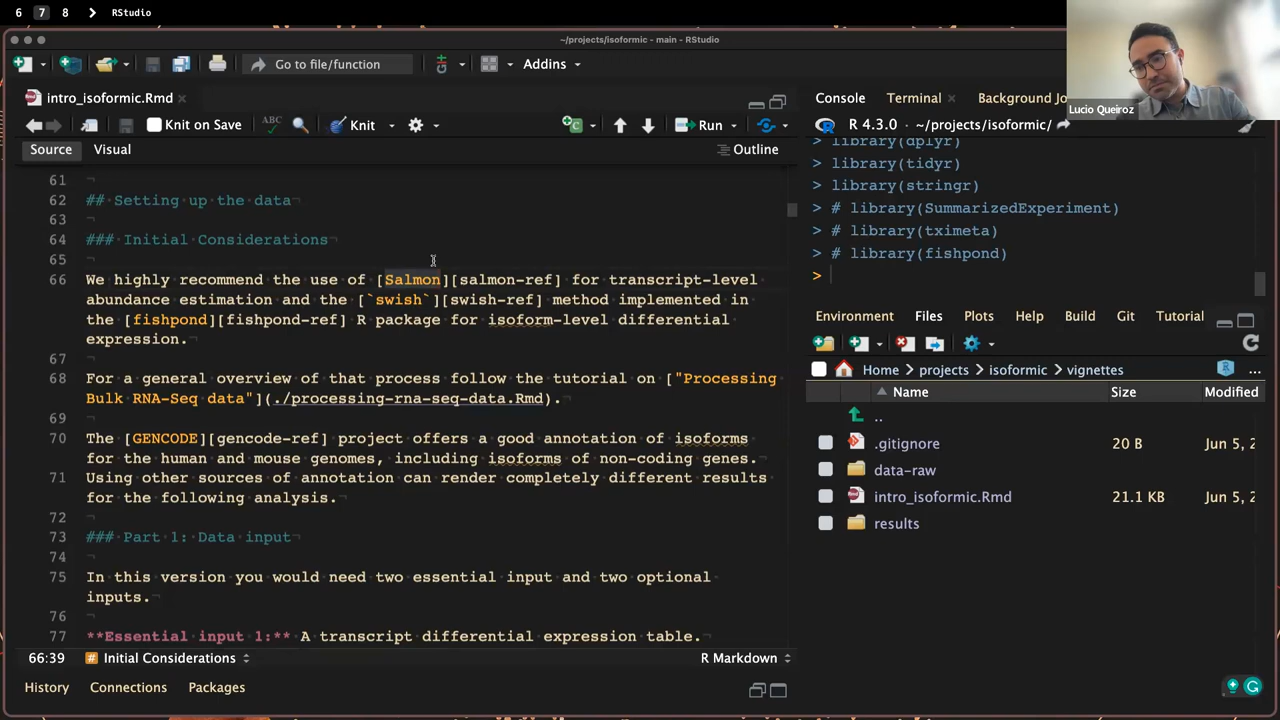 6 7 8 RStudio
~/projects/isoformic - main - RStudio
Go to file/function Addins
intro_isoformic.Rmd
Knit on Save ABC Knit Run
Source Visual Outline
61
62 ## Setting up the data
63
64 ### Initial Considerations
65
66 We highly recommend the use of [Salmon][salmon-ref] for transcript-level
abundance estimation and the [`swish`][swish-ref] method implemented in
the [fishpond][fishpond-ref] R package for isoform-level differential
expression.
67
68 For a general overview of that process follow the tutorial on ["Processing
Bulk RNA-Seq data"](./processing-rna-seq-data.Rmd).
69
70 The [GENCODE][gencode-ref] project offers a good annotation of isoforms
for the human and mouse genomes, including isoforms of non-coding genes.
71 Using other sources of annotation can render completely different results
for the following analysis.
72
73 ### Part 1: Data input
74
75 In this version you would need two essential input and two optional
inputs.
76
77 **Essential input 1:** A transcript differential expression table.
66:39 Initial Considerations R Markdown
History Connections Packages
Lucio Queiroz
Console Terminal Background Jo
R 4.3.0 · ~/projects/isoformic/
> library(dplyr)
> library(tidyr)
> library(stringr)
> # library(SummarizedExperiment)
> # library(tximeta)
> # library(fishpond)
>
Environment Files Plots Help Build Git Tutorial
Home projects isoformic vignettes ...
Name Size Modified
..
.gitignore 20 B Jun 5, 2
data-raw
intro_isoformic.Rmd 21.1 KB Jun 5, 2
results